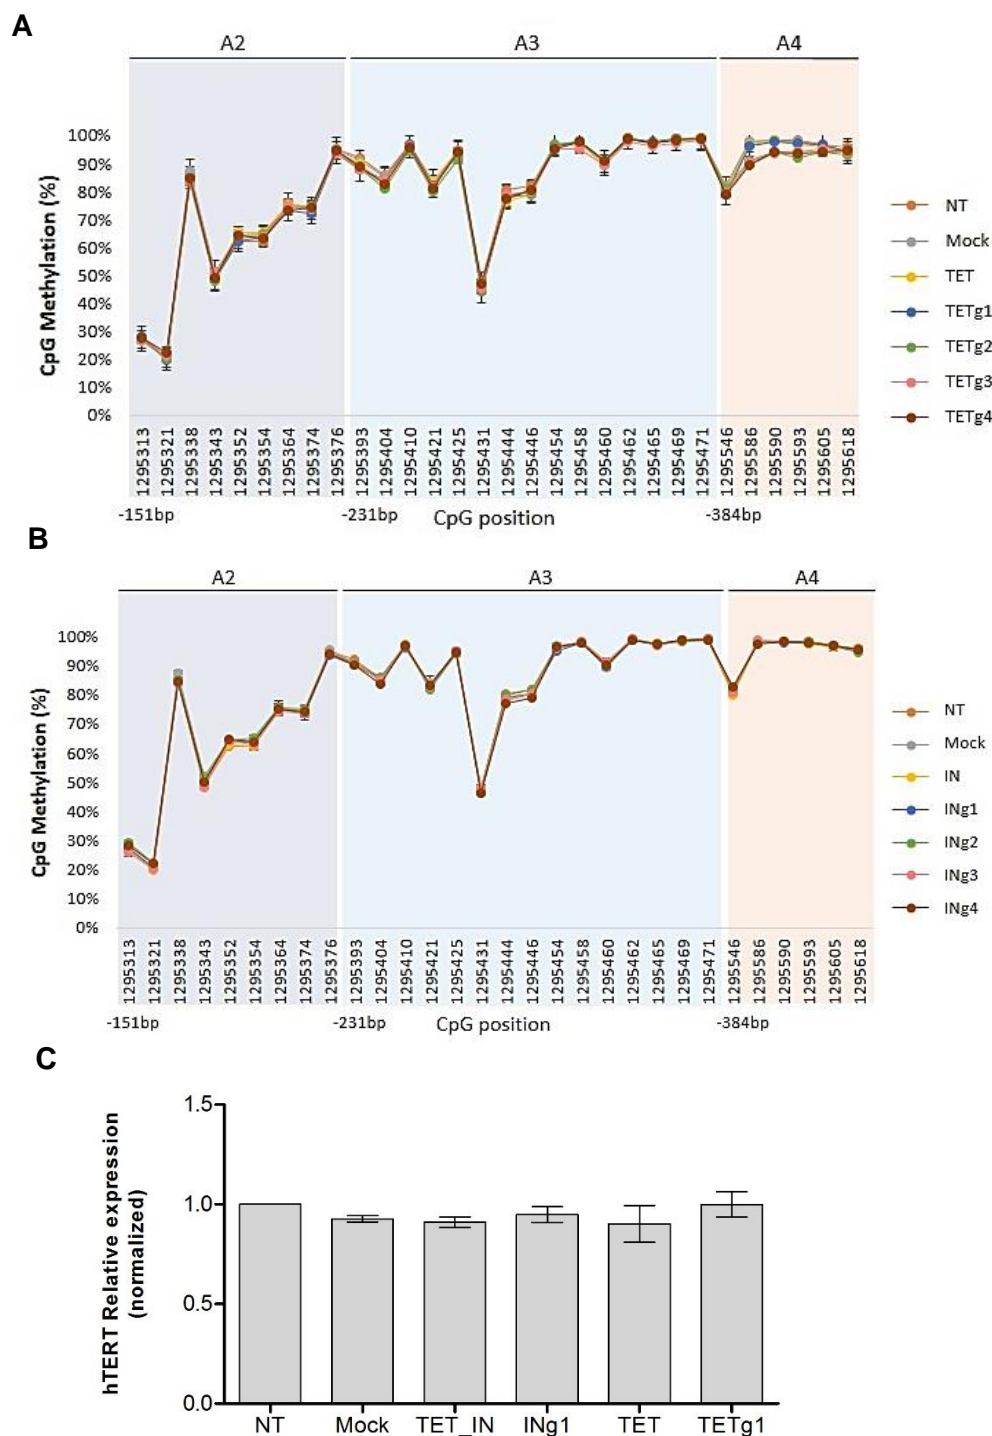 A
A2 A3 A4
CpG Methylation (%)
100%
90%
80%
70%
60%
50%
40%
30%
20%
10%
0%
NT
Mock
TET
TETg1
TETg2
TETg3
TETg4
1295313 1295321 1295338 1295343 1295352 1295354 1295364 1295374 1295376 1295393 1295404 1295410 1295421 1295425 1295431 1295444 1295446 1295454 1295458 1295460 1295462 1295465 1295469 1295471 1295546 1295586 1295590 1295593 1295605 1295618
-151bp -231bp CpG position -384bp
B
A2 A3 A4
CpG Methylation (%)
100%
90%
80%
70%
60%
50%
40%
30%
20%
10%
0%
NT
Mock
IN
INg1
INg2
INg3
INg4
1295313 1295321 1295338 1295343 1295352 1295354 1295364 1295374 1295376 1295393 1295404 1295410 1295421 1295425 1295431 1295444 1295446 1295454 1295458 1295460 1295462 1295465 1295469 1295471 1295546 1295586 1295590 1295593 1295605 1295618
-151bp -231bp CpG position -384bp
C
hTERT Relative expression
(normalized)
1.5
1.0
0.5
0.0
NT Mock TET_IN INg1 TET TETg1